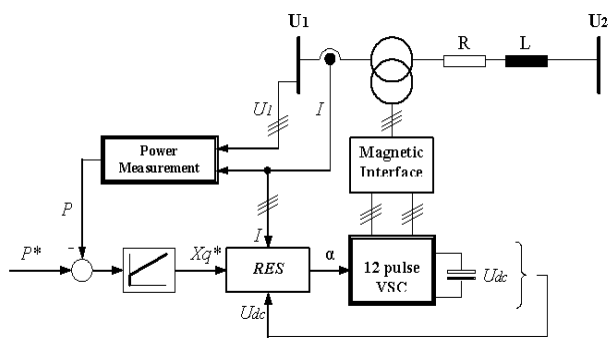 U1
U2
R
L
U1
I
Power
Measurement
Magnetic
Interface
P
P*
-
Xq*
I
RES
α
12 pulse
VSC
Udc
Udc